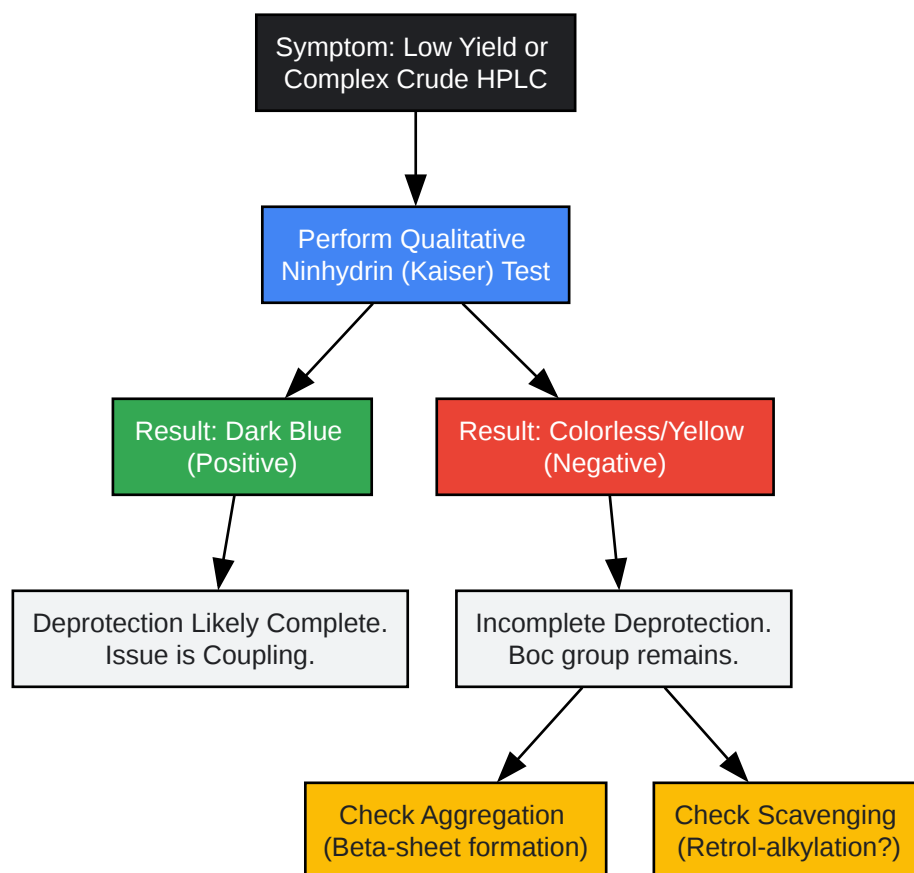 Symptom: Low Yield or
Complex Crude HPLC
Perform Qualitative
Ninhydrin (Kaiser) Test
Result: Dark Blue
(Positive)
Result: Colorless/Yellow
(Negative)
Deprotection Likely Complete.
Issue is Coupling.
Incomplete Deprotection.
Boc group remains.
Check Aggregation
(Beta-sheet formation)
Check Scavenging
(Retrol-alkylation?)